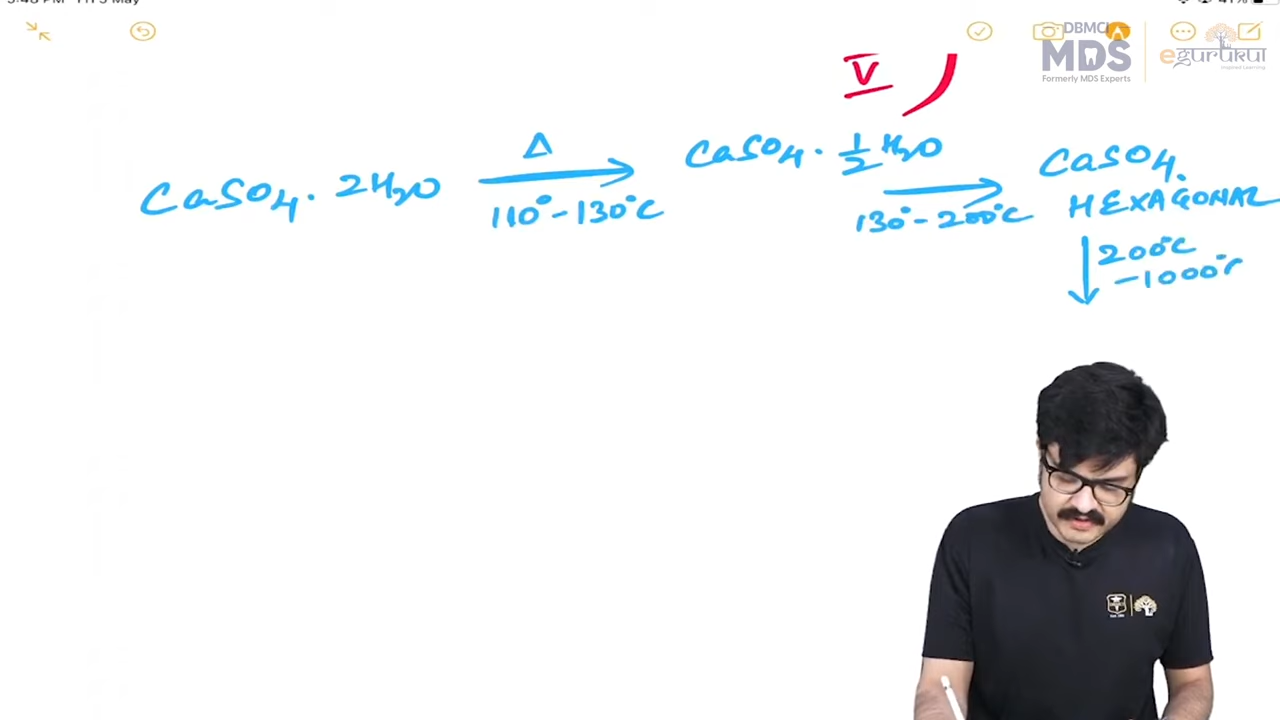 DBMCI
MDS
Formerly MDS Experts
egurukul
V
CaSO4 · 2H2O
Δ
110° - 130°C
CaSO4 · 1/2 H2O
130° - 200°C
CaSO4.
HEXAGONAL
200°C
- 1000°C